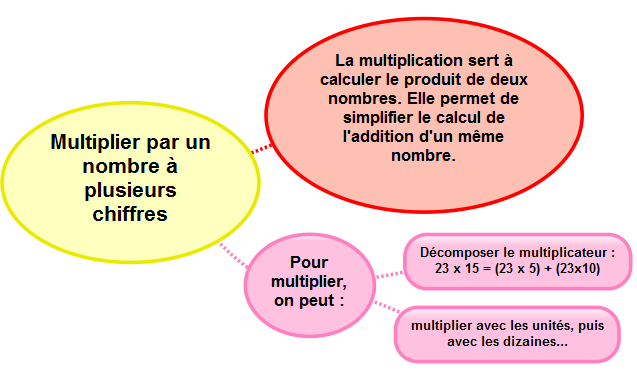 Multiplier par un
nombre à
plusieurs
chiffres
La multiplication sert à
calculer le produit de deux
nombres. Elle permet de
simplifier le calcul de
l'addition d'un même
nombre.
Pour
multiplier,
on peut :
Décomposer le multiplicateur :
23 x 15 = (23 x 5) + (23x10)
multiplier avec les unités, puis
avec les dizaines...